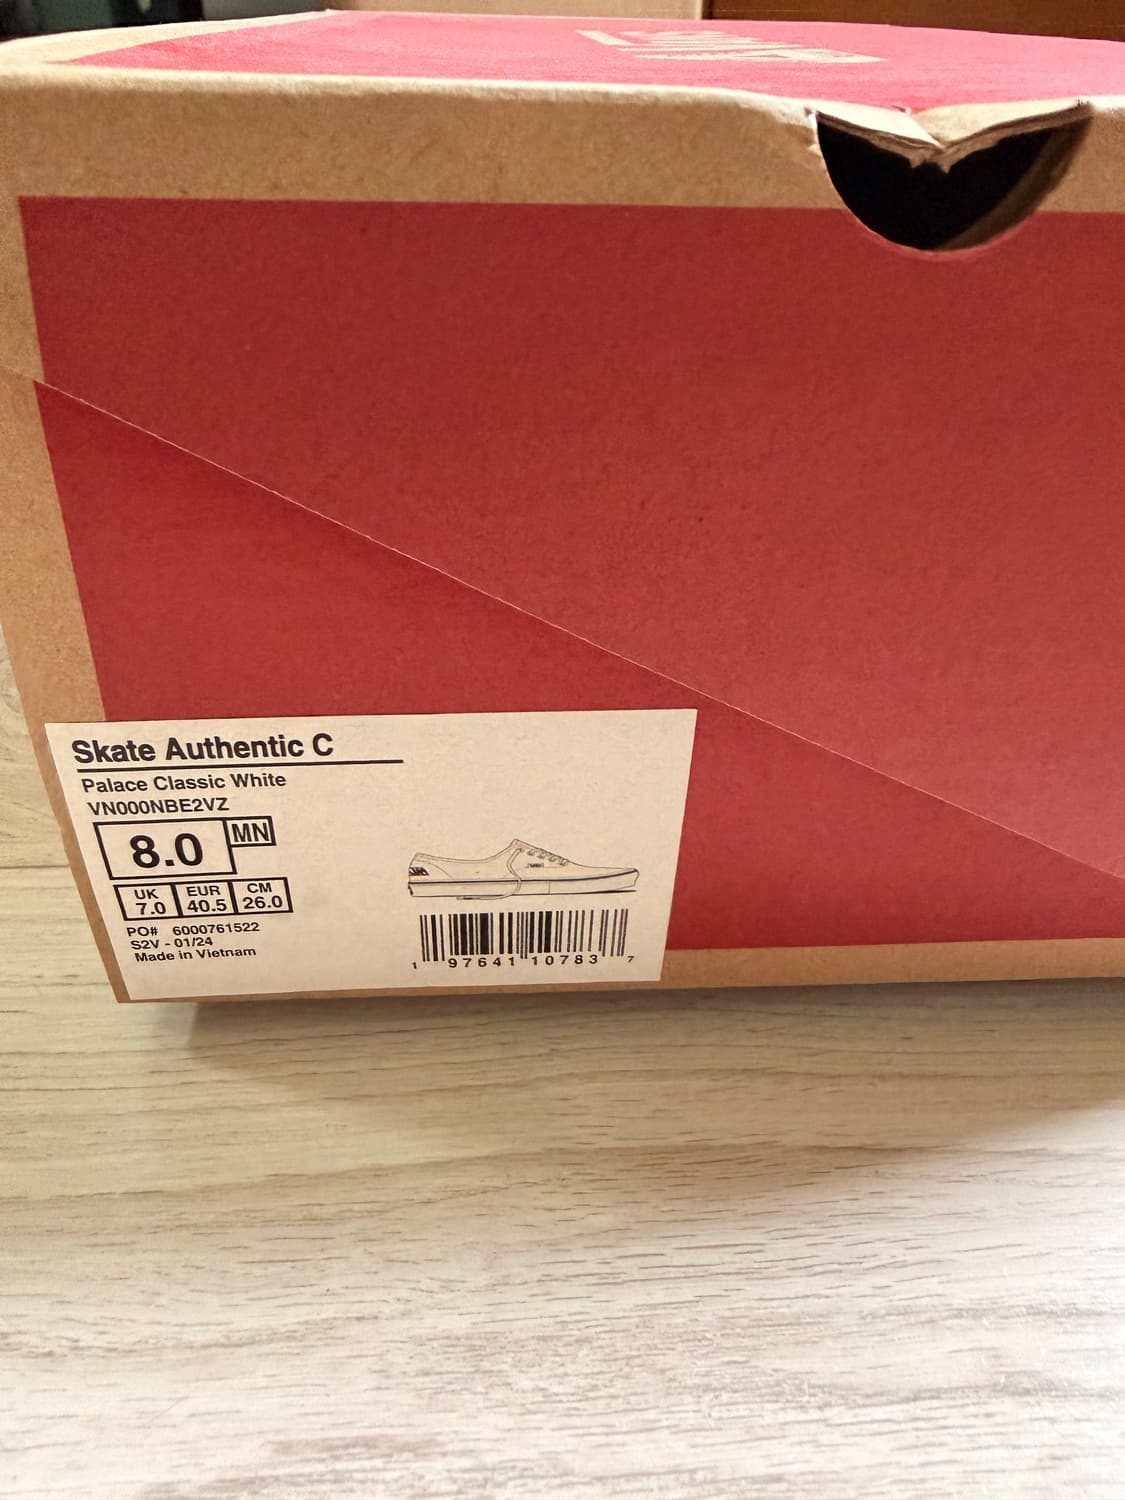 Skate Authentic C
Palace Classic White
VN000NBE2VZ
8.0 MN
UK EUR CM
7.0 40.5 26.0
PO# 6000761522
S2V - 01/24
Made in Vietnam
1 97641 10783 7